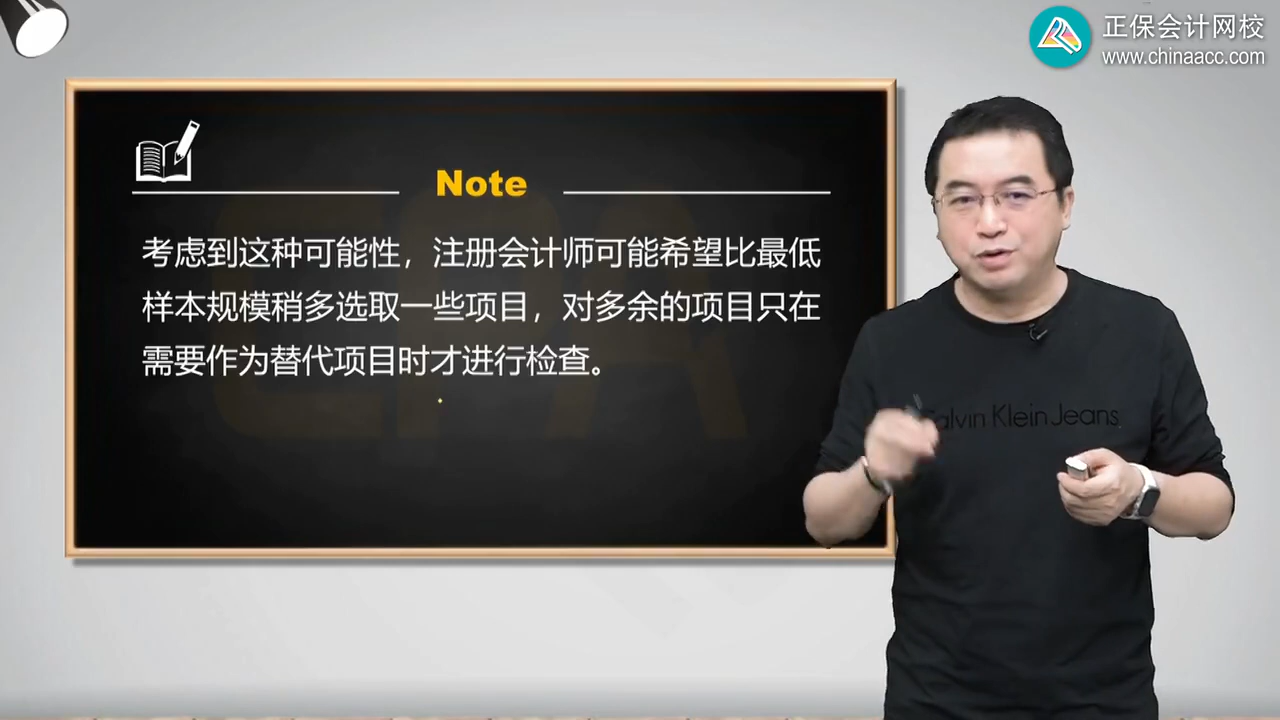 正保会计网校
www.chinaacc.com
Note
考虑到这种可能性，注册会计师可能希望比最低
样本规模稍多选取一些项目，对多余的项目只在
需要作为替代项目时才进行检查。
Calvin Klein Jeans
CPA